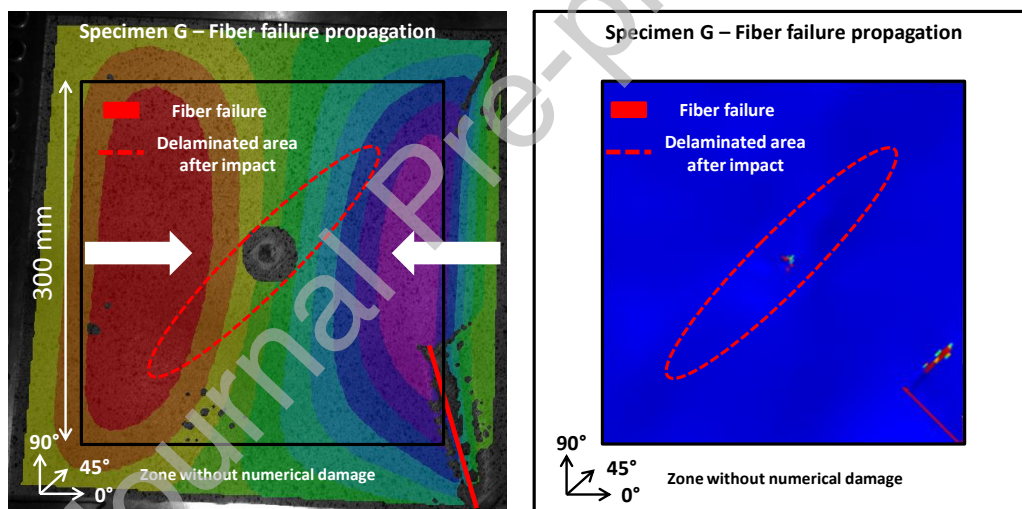 Specimen G – Fiber failure propagation
Fiber failure
Delaminated area
after impact
300 mm
90°
45°
0°
Zone without numerical damage
Specimen G – Fiber failure propagation
Fiber failure
Delaminated area
after impact
90°
45°
0°
Zone without numerical damage
Journal Pre-p